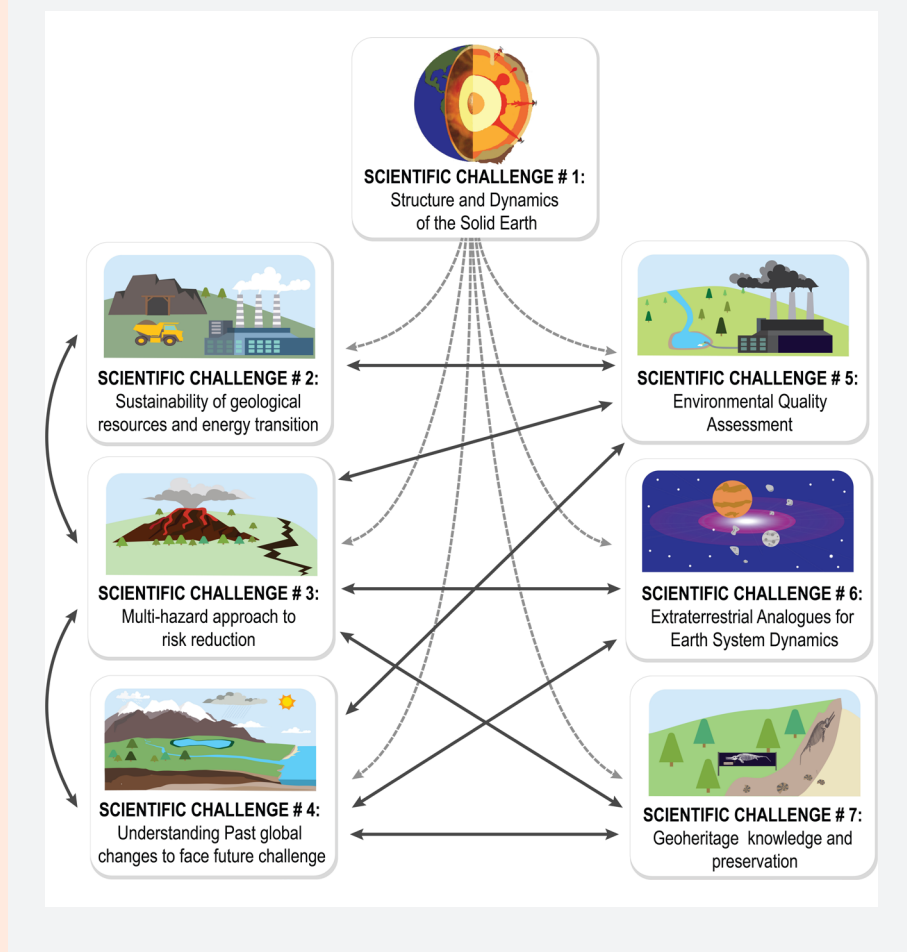 SCIENTIFIC CHALLENGE # 1:
Structure and Dynamics
of the Solid Earth
SCIENTIFIC CHALLENGE # 2:
Sustainability of geological
resources and energy transition
SCIENTIFIC CHALLENGE # 5:
Environmental Quality
Assessment
SCIENTIFIC CHALLENGE # 3:
Multi-hazard approach to
risk reduction
SCIENTIFIC CHALLENGE # 6:
Extraterrestrial Analogues for
Earth System Dynamics
SCIENTIFIC CHALLENGE # 4:
Understanding Past global
changes to face future challenge
SCIENTIFIC CHALLENGE # 7:
Geoheritage knowledge and
preservation